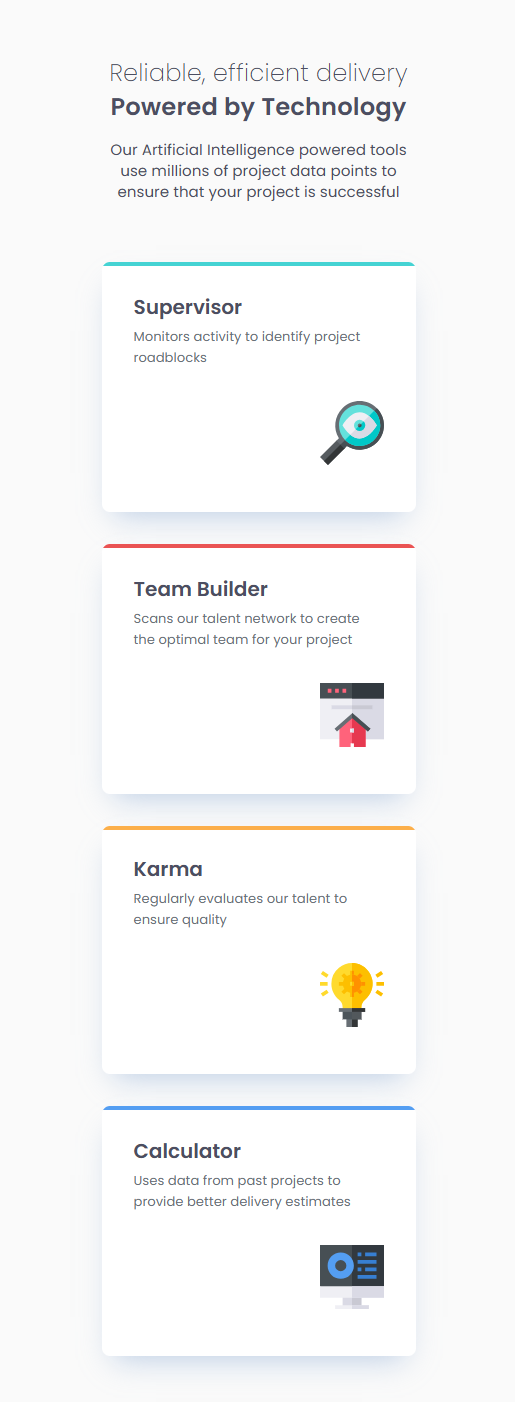 Reliable, efficient delivery
Powered by Technology
Our Artificial Intelligence powered tools
use millions of project data points to
ensure that your project is successful
Supervisor
Monitors activity to identify project
roadblocks
Team Builder
Scans our talent network to create
the optimal team for your project
Karma
Regularly evaluates our talent to
ensure quality
Calculator
Uses data from past projects to
provide better delivery estimates